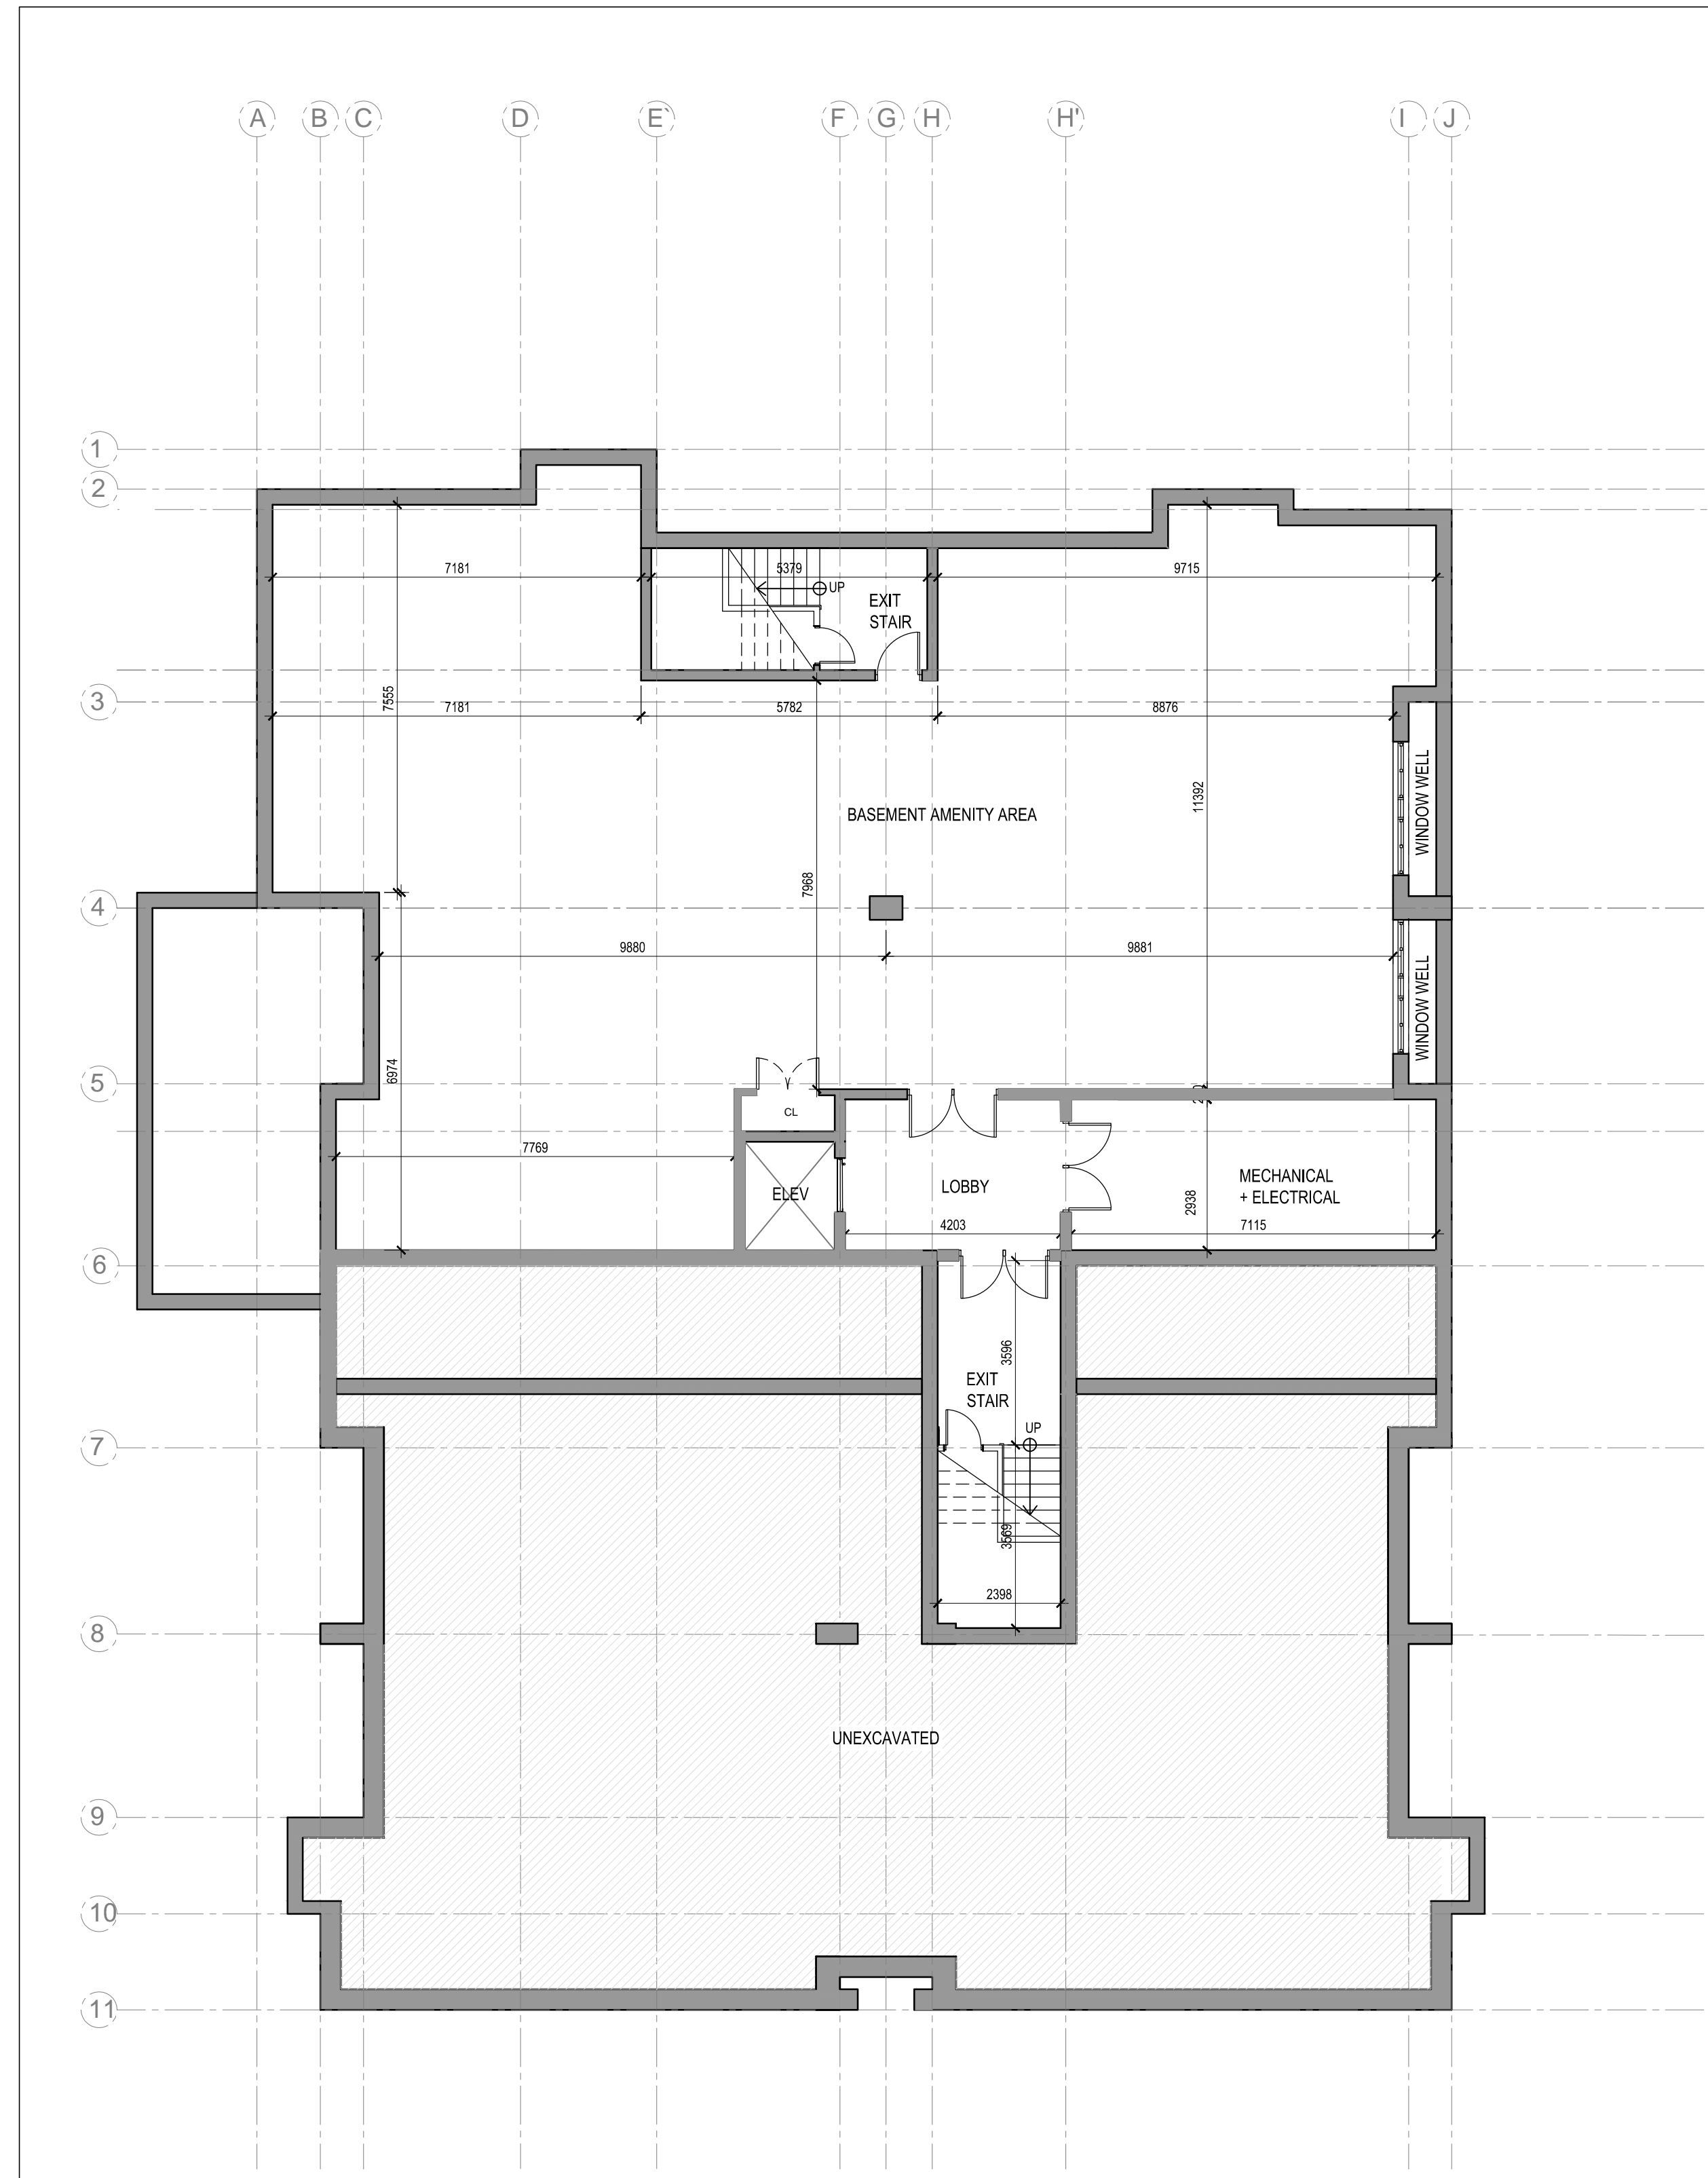 A B C D E` F G H H' I J
1
2
7181 5379 9715
UP
EXIT
STAIR
3
7555
7181 5782 8876
WINDOW WELL
11392
BASEMENT AMENITY AREA
7968
4
9880 9881
WINDOW WELL
6974
5
CL
7769
ELEV
LOBBY
MECHANICAL
+ ELECTRICAL
2938
4203 7115
6
3596
EXIT
STAIR
UP
7
3569
2398
8
UNEXCAVATED
9
10
11